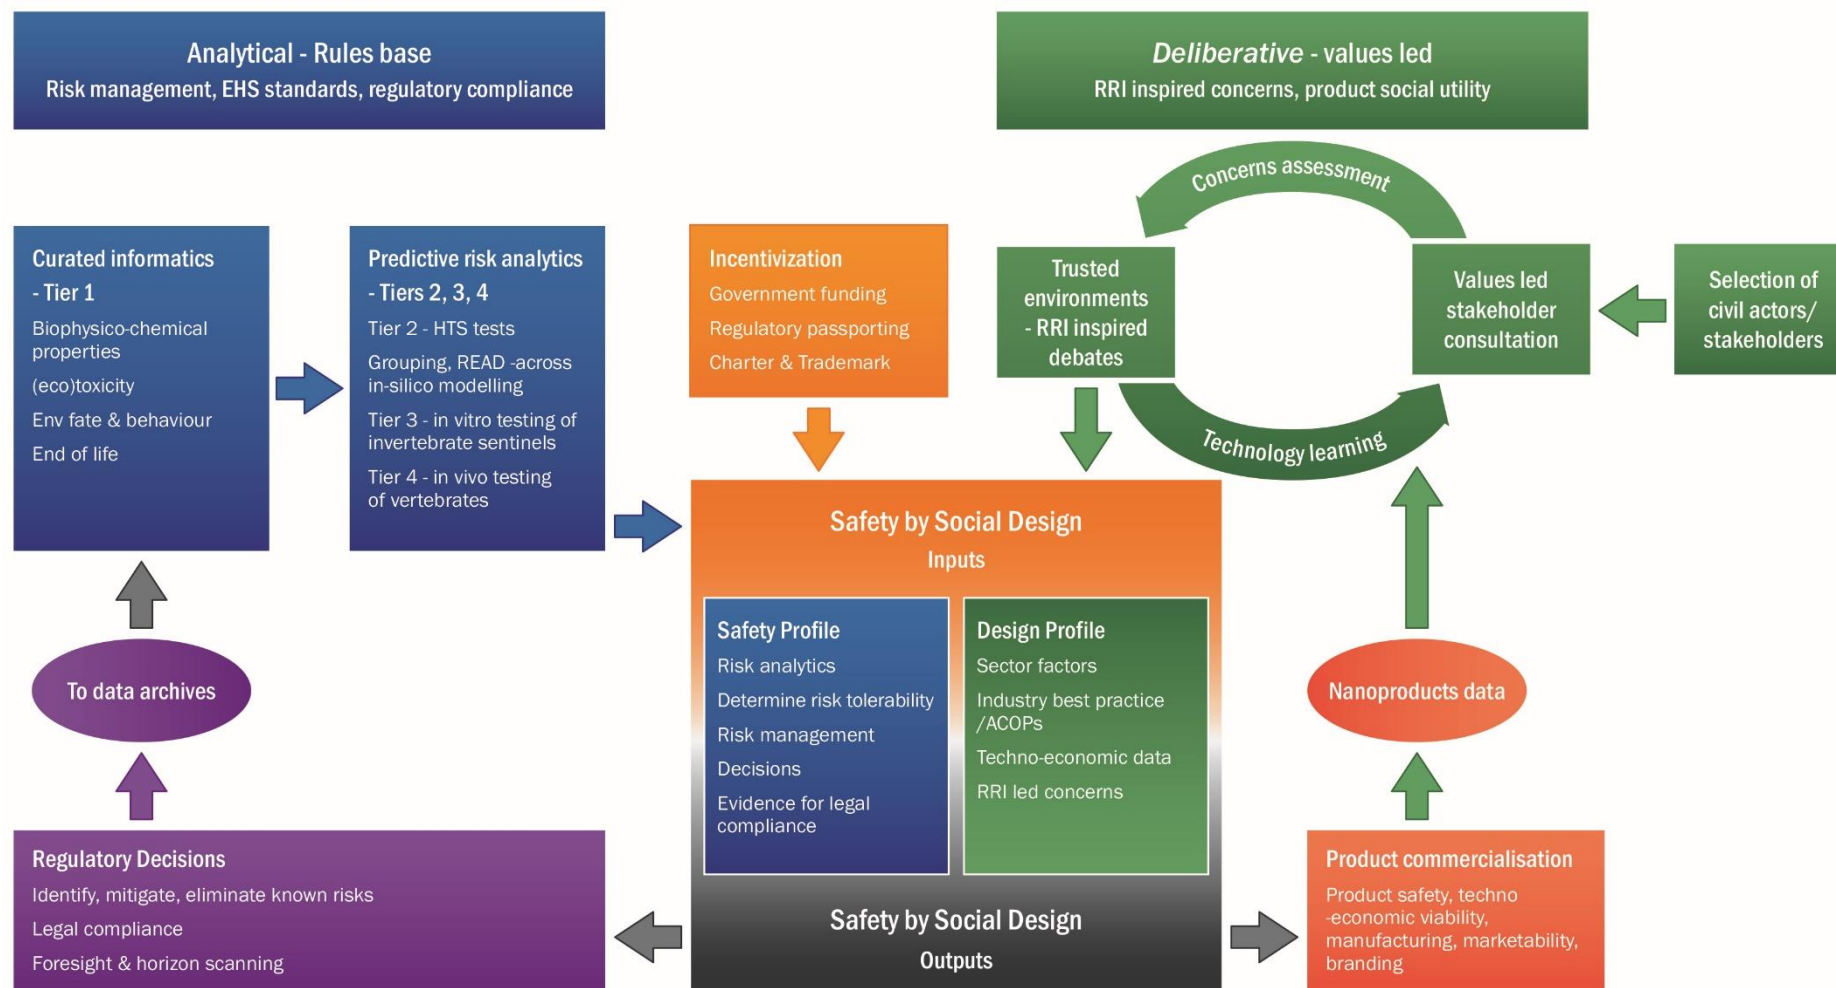 Analytical - Rules base
Risk management, EHS standards, regulatory compliance
Deliberative - values led
RRI inspired concerns, product social utility
Concerns assessment
Curated informatics
- Tier 1
Biophysico-chemical
properties
(eco)toxicity
Env fate & behaviour
End of life
Predictive risk analytics
- Tiers 2, 3, 4
Tier 2 - HTS tests
Grouping, READ -across
in-silico modelling
Tier 3 - in vitro testing of
invertebrate sentinels
Tier 4 - in vivo testing
of vertebrates
Incentivization
Government funding
Regulatory passporting
Charter & Trademark
Trusted
environments
- RRI inspired
debates
Values led
stakeholder
consultation
Selection of
civil actors/
stakeholders
Technology learning
Safety by Social Design
Inputs
Safety Profile
Risk analytics
Determine risk tolerability
Risk management
Decisions
Evidence for legal
compliance
Design Profile
Sector factors
Industry best practice
/ACOPs
Techno-economic data
RRI led concerns
Safety by Social Design
Outputs
To data archives
Nanoproducts data
Regulatory Decisions
Identify, mitigate, eliminate known risks
Legal compliance
Foresight & horizon scanning
Product commercialisation
Product safety, techno
-economic viability,
manufacturing, marketability,
branding